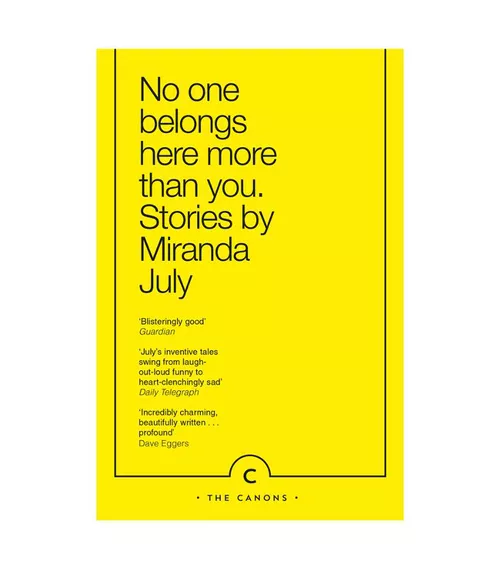 No one
belongs
here more
than you.
Stories by
Miranda
July
‘Blisteringly good’
Guardian
‘July’s inventive tales
swing from laugh-
out-loud funny to
heart-clenchingly sad’
Daily Telegraph
‘Incredibly charming,
beautifully written . . .
profound’
Dave Eggers
C
• THE CANONS •